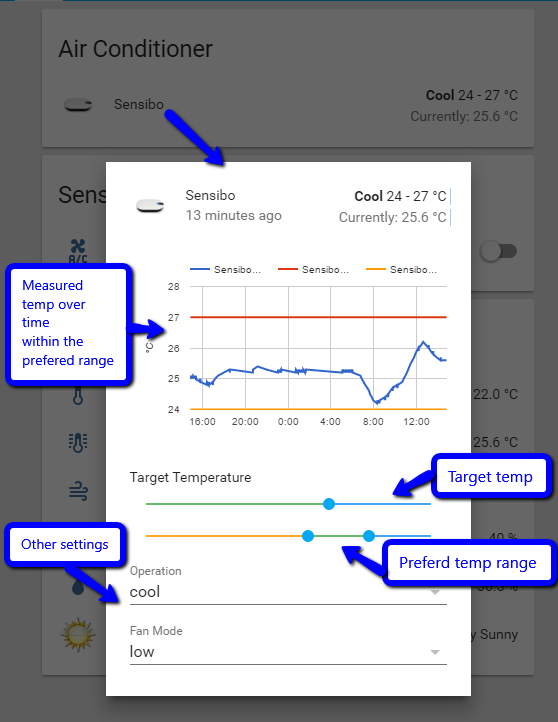 Air Conditioner
Sensibo
Cool 24 - 27 °C
Currently: 25.6 °C
Sens
Sensibo
13 minutes ago
Cool 24 - 27 °C
Currently: 25.6 °C
A/C
Sensibo... Sensibo... Sensibo...
Measured
temp over
time
within the
prefered range
°C
28
27
26
25
24
16:00 20:00 0:00 4:00 8:00 12:00
22.0 °C
25.6 °C
Target Temperature
Target temp
40 %
Other settings
Preferd temp range
Operation
cool
Fan Mode
low
y Sunny